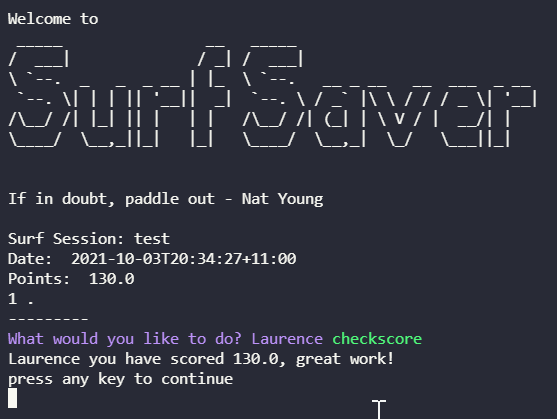 Welcome to
SurfSaver
If in doubt, paddle out - Nat Young
Surf Session: test
Date:  2021-10-03T20:34:27+11:00
Points:  130.0
1 .
---------
What would you like to do? Laurence checkscore
Laurence you have scored 130.0, great work!
press any key to continue